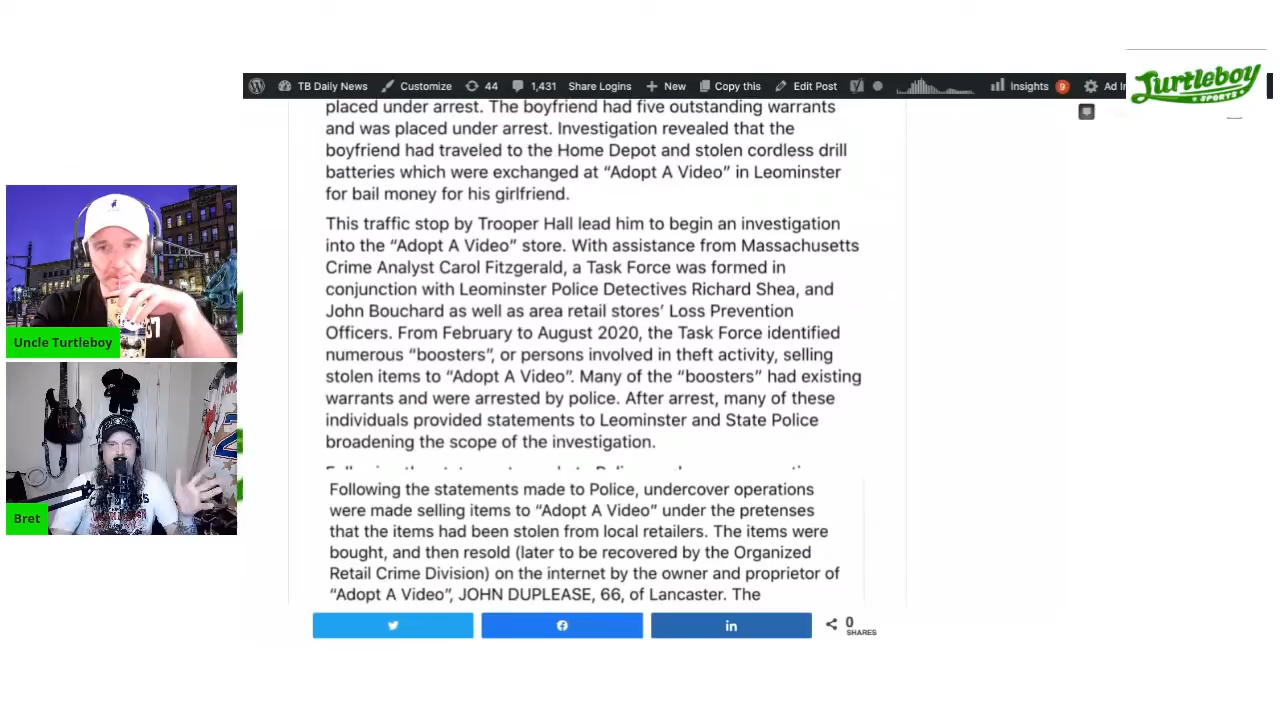 TB Daily News Customize 44 1,431 Share Logins New Copy this Edit Post Insights 9 Ad
Turtleboy
SPORTS
placed under arrest. The boyfriend had five outstanding warrants
and was placed under arrest. Investigation revealed that the
boyfriend had traveled to the Home Depot and stolen cordless drill
batteries which were exchanged at “Adopt A Video” in Leominster
for bail money for his girlfriend.
This traffic stop by Trooper Hall lead him to begin an investigation
into the “Adopt A Video” store. With assistance from Massachusetts
Crime Analyst Carol Fitzgerald, a Task Force was formed in
conjunction with Leominster Police Detectives Richard Shea, and
John Bouchard as well as area retail stores’ Loss Prevention
Officers. From February to August 2020, the Task Force identified
numerous “boosters”, or persons involved in theft activity, selling
stolen items to “Adopt A Video”. Many of the “boosters” had existing
warrants and were arrested by police. After arrest, many of these
individuals provided statements to Leominster and State Police
broadening the scope of the investigation.
Following the statements made to Police, undercover operations
were made selling items to “Adopt A Video” under the pretenses
that the items had been stolen from local retailers. The items were
bought, and then resold (later to be recovered by the Organized
Retail Crime Division) on the internet by the owner and proprietor of
“Adopt A Video”, JOHN DUPLEASE, 66, of Lancaster. The
in
0
SHARES
Uncle Turtleboy
Bret